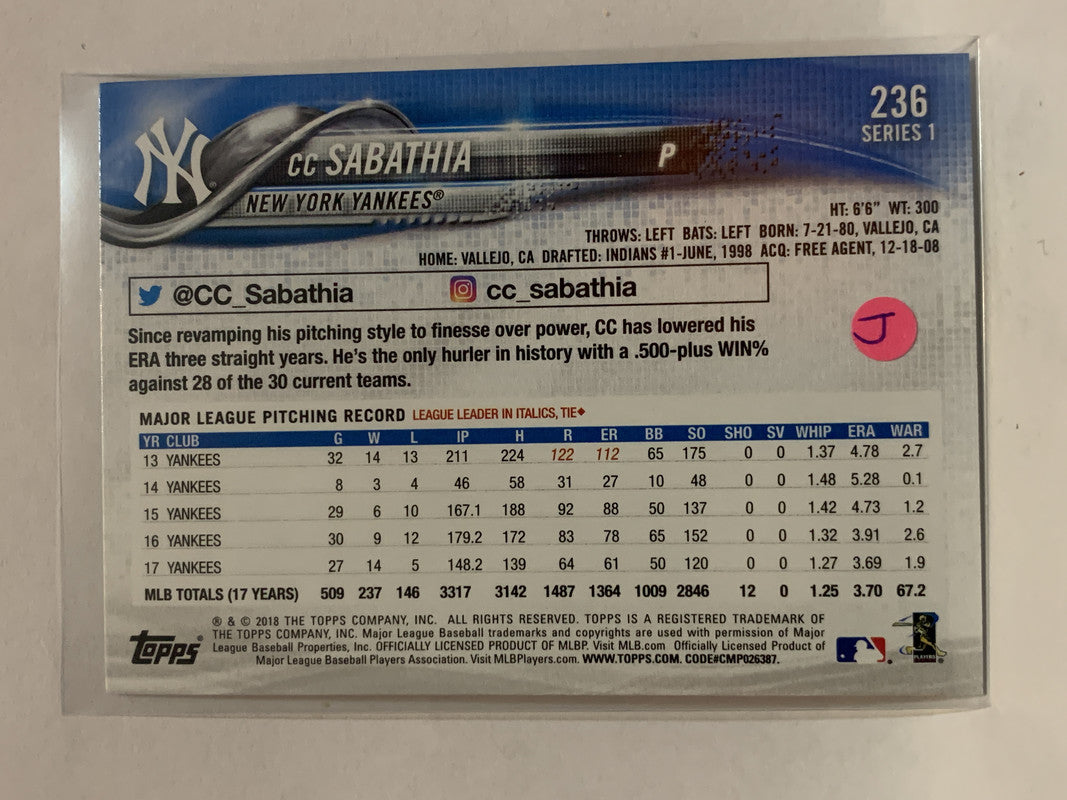 236
SERIES 1
NY
CC SABATHIA P
NEW YORK YANKEES®
HT: 6'6" WT: 300
THROWS: LEFT BATS: LEFT BORN: 7-21-80, VALLEJO, CA
HOME: VALLEJO, CA DRAFTED: INDIANS #1-JUNE, 1998 ACQ: FREE AGENT, 12-18-08
@CC_Sabathia cc_sabathia
J
Since revamping his pitching style to finesse over power, CC has lowered his
ERA three straight years. He's the only hurler in history with a .500-plus WIN%
against 28 of the 30 current teams.
MAJOR LEAGUE PITCHING RECORD LEAGUE LEADER IN ITALICS, TIE◆
YR CLUB G W L IP H R ER BB SO SHO SV WHIP ERA WAR
13 YANKEES 32 14 13 211 224 122 112 65 175 0 0 1.37 4.78 2.7
14 YANKEES 8 3 4 46 58 31 27 10 48 0 0 1.48 5.28 0.1
15 YANKEES 29 6 10 167.1 188 92 88 50 137 0 0 1.42 4.73 1.2
16 YANKEES 30 9 12 179.2 172 83 78 65 152 0 0 1.32 3.91 2.6
17 YANKEES 27 14 5 148.2 139 64 61 50 120 0 0 1.27 3.69 1.9
MLB TOTALS (17 YEARS) 509 237 146 3317 3142 1487 1364 1009 2846 12 0 1.25 3.70 67.2
® & © 2018 THE TOPPS COMPANY, INC. ALL RIGHTS RESERVED. TOPPS IS A REGISTERED TRADEMARK OF
THE TOPPS COMPANY, INC. Major League Baseball trademarks and copyrights are used with permission of Major
League Baseball Properties, Inc. OFFICIALLY LICENSED PRODUCT OF MLBP. Visit MLB.com Officially Licensed Product of
Major League Baseball Players Association. Visit MLBPlayers.com. WWW.TOPPS.COM. CODE#CMP026387.
Topps
PLAYERS